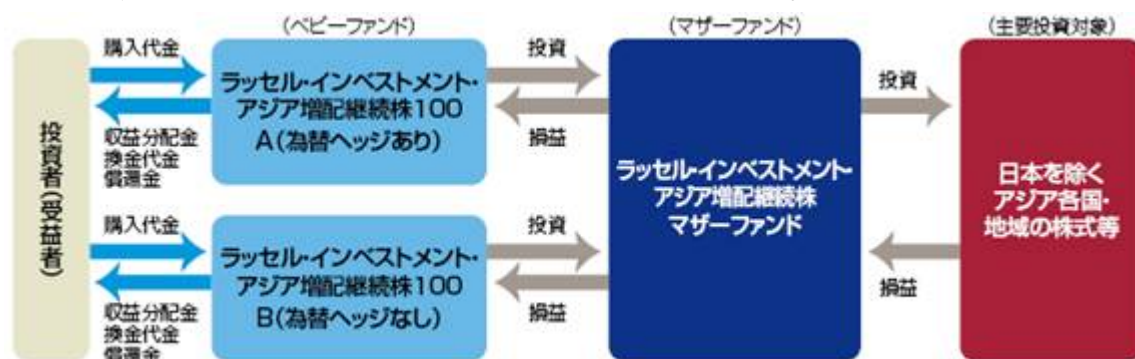 (ベビーファンド)
(マザーファンド)
(主要投資対象)
投資者(受益者)
購入代金
収益分配金
換金代金
償還金
ラッセル・インベストメント・
アジア増配継続株100
A(為替ヘッジあり)
投資
損益
購入代金
収益分配金
換金代金
償還金
ラッセル・インベストメント・
アジア増配継続株100
B(為替ヘッジなし)
投資
損益
ラッセル・インベストメント・
アジア増配継続株
マザーファンド
投資
損益
日本を除く
アジア各国・
地域の株式等